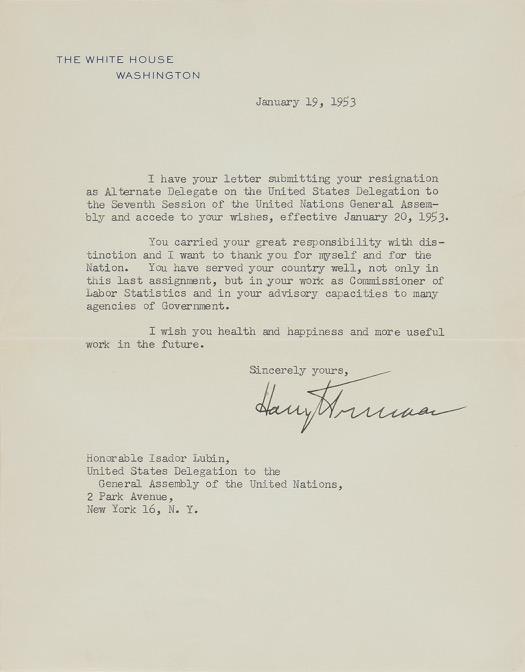 THE WHITE HOUSE
WASHINGTON
January 19, 1953
I have your letter submitting your resignation
as Alternate Delegate on the United States Delegation to
the Seventh Session of the United Nations General Assem-
bly and accede to your wishes, effective January 20, 1953.
You carried your great responsibility with dis-
tinction and I want to thank you for myself and for the
Nation. You have served your country well, not only in
this last assignment, but in your work as Commissioner of
Labor Statistics and in your advisory capacities to many
agencies of Government.
I wish you health and happiness and more useful
work in the future.
Sincerely yours,
Harry Truman
Honorable Isador Lubin,
United States Delegation to the
General Assembly of the United Nations,
2 Park Avenue,
New York 16, N. Y.